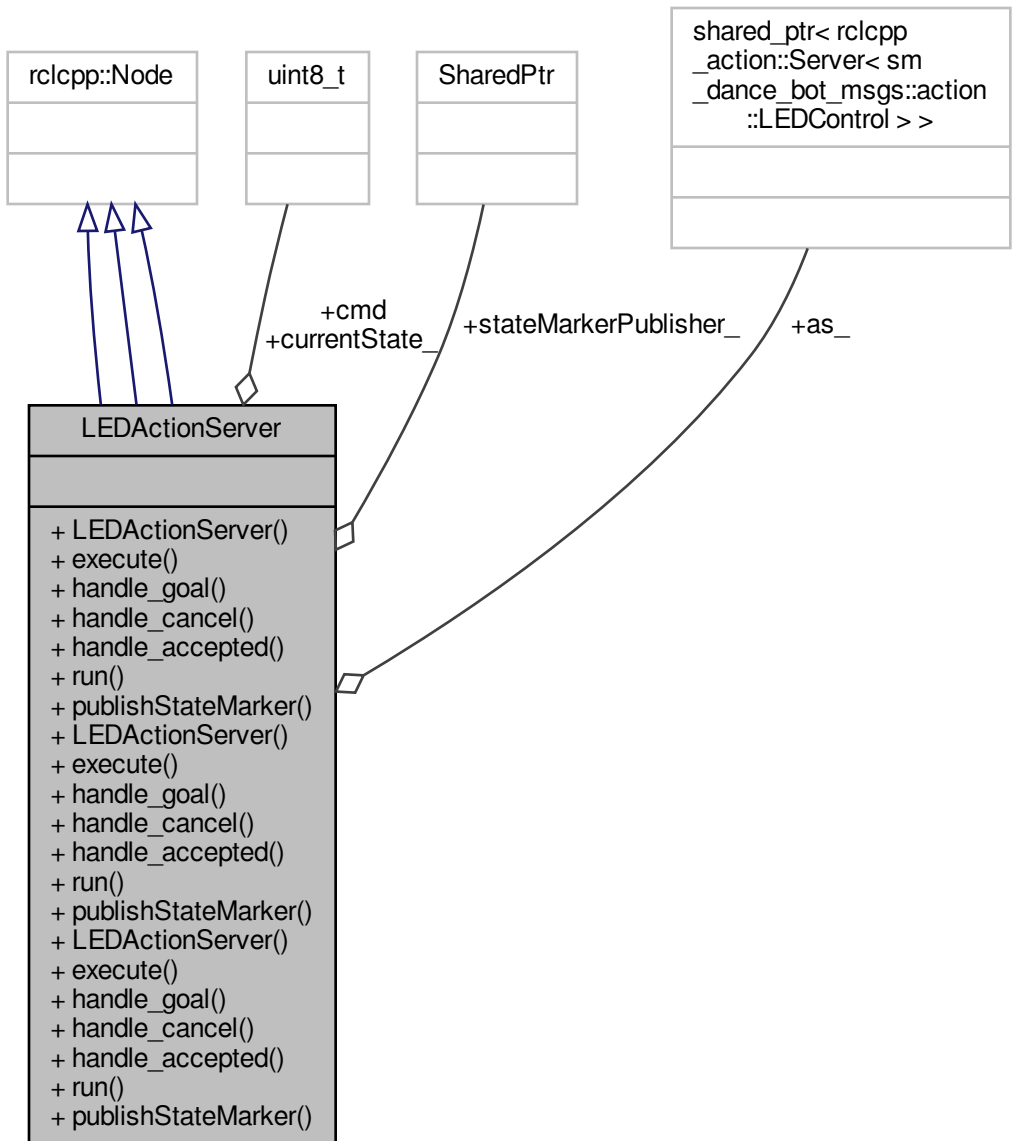 rclcpp::Node
uint8_t
SharedPtr
shared_ptr< rclcpp
_action::Server< sm
_dance_bot_msgs::action
::LEDControl > >
+cmd
+currentState_
+stateMarkerPublisher_
+as_
LEDActionServer
+ LEDActionServer()
+ execute()
+ handle_goal()
+ handle_cancel()
+ handle_accepted()
+ run()
+ publishStateMarker()
+ LEDActionServer()
+ execute()
+ handle_goal()
+ handle_cancel()
+ handle_accepted()
+ run()
+ publishStateMarker()
+ LEDActionServer()
+ execute()
+ handle_goal()
+ handle_cancel()
+ handle_accepted()
+ run()
+ publishStateMarker()